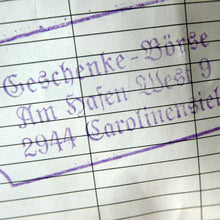 Geschenke-Börse
Am Hafen West 9
2944 Carolinensiel